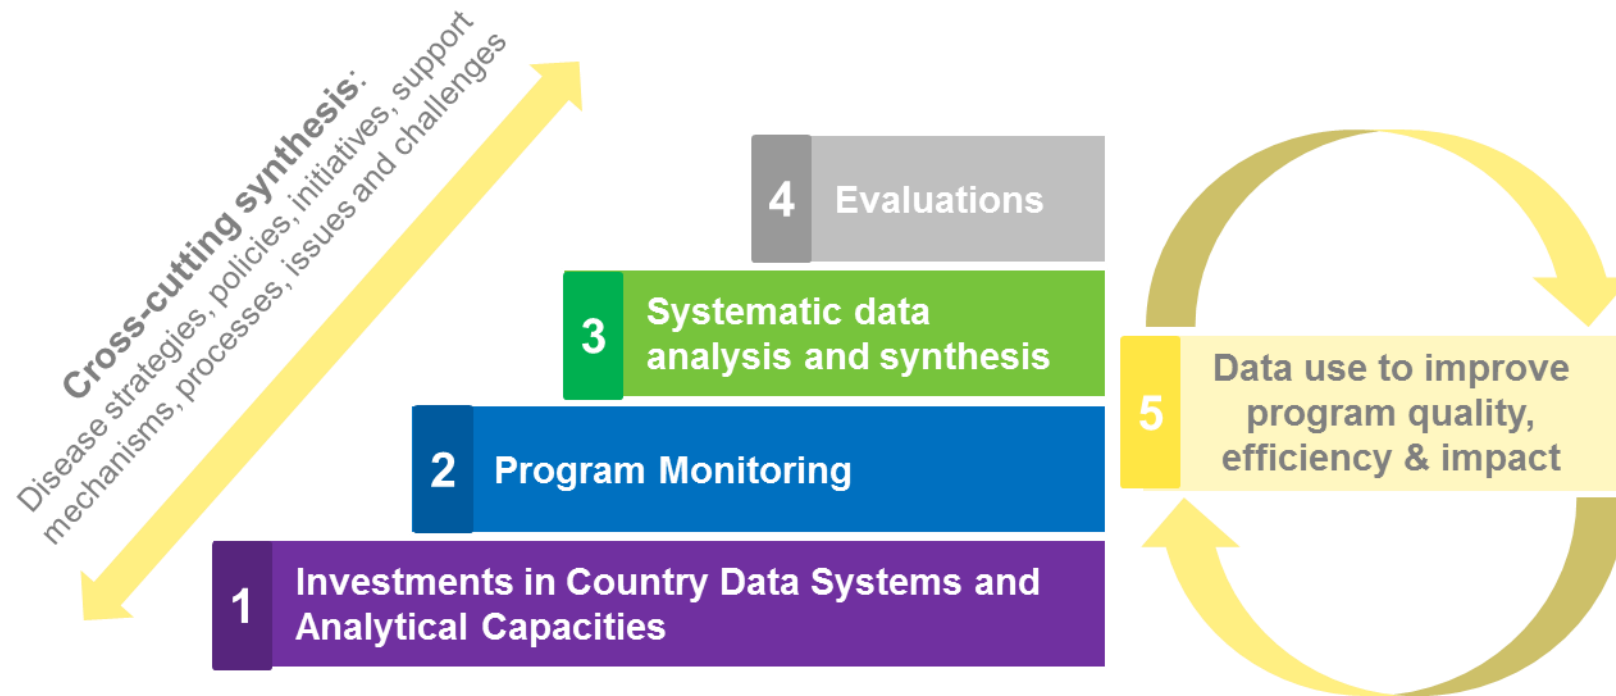 Cross-cutting synthesis:
Disease strategies, policies, initiatives, support
mechanisms, processes, issues and challenges
4
Evaluations
3
Systematic data
analysis and synthesis
2
Program Monitoring
1
Investments in Country Data Systems and
Analytical Capacities
5
Data use to improve
program quality,
efficiency & impact